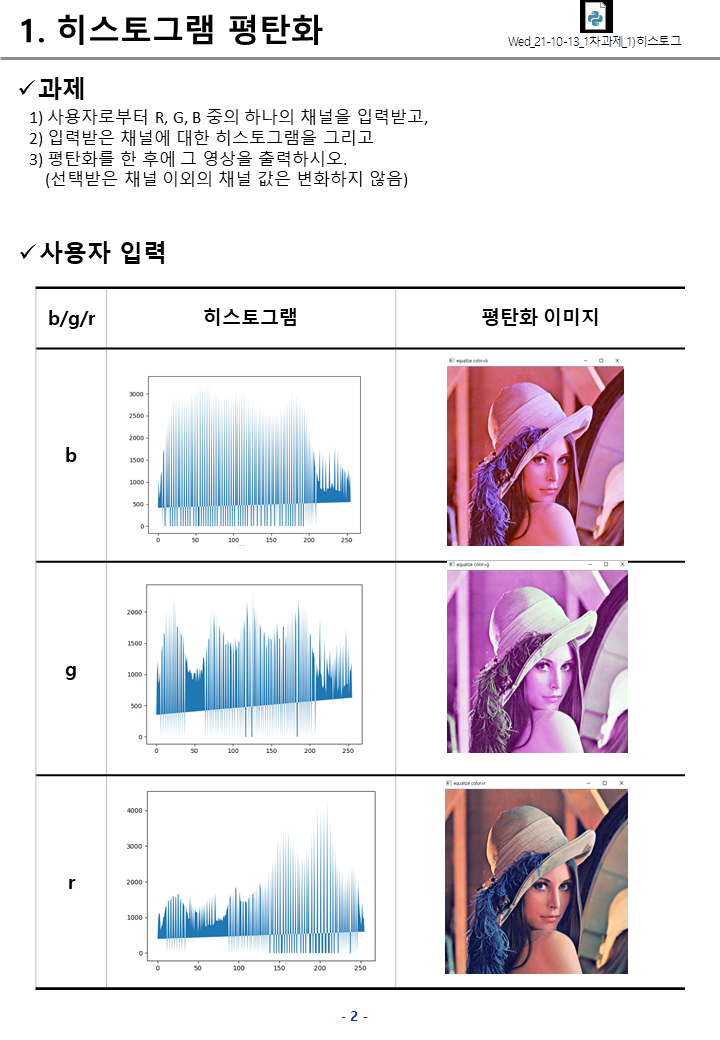 1. 히스토그램 평탄화
Wed_21-10-13_1차과제_1)히스토그
✓과제
1) 사용자로부터 R, G, B 중의 하나의 채널을 입력받고,
2) 입력받은 채널에 대한 히스토그램을 그리고
3) 평탄화를 한 후에 그 영상을 출력하시오.
(선택받은 채널 이외의 채널 값은 변화하지 않음)
✓사용자 입력
b/g/r 히스토그램 평탄화 이미지
b
3000
2500
2000
1500
1000
500
0
0 50 100 150 200 250
equalize color=b
g
2000
1500
1000
500
0
0 50 100 150 200 250
equalize color=g
r
4000
3000
2000
1000
0
0 50 100 150 200 250
equalize color=r
- 2 -